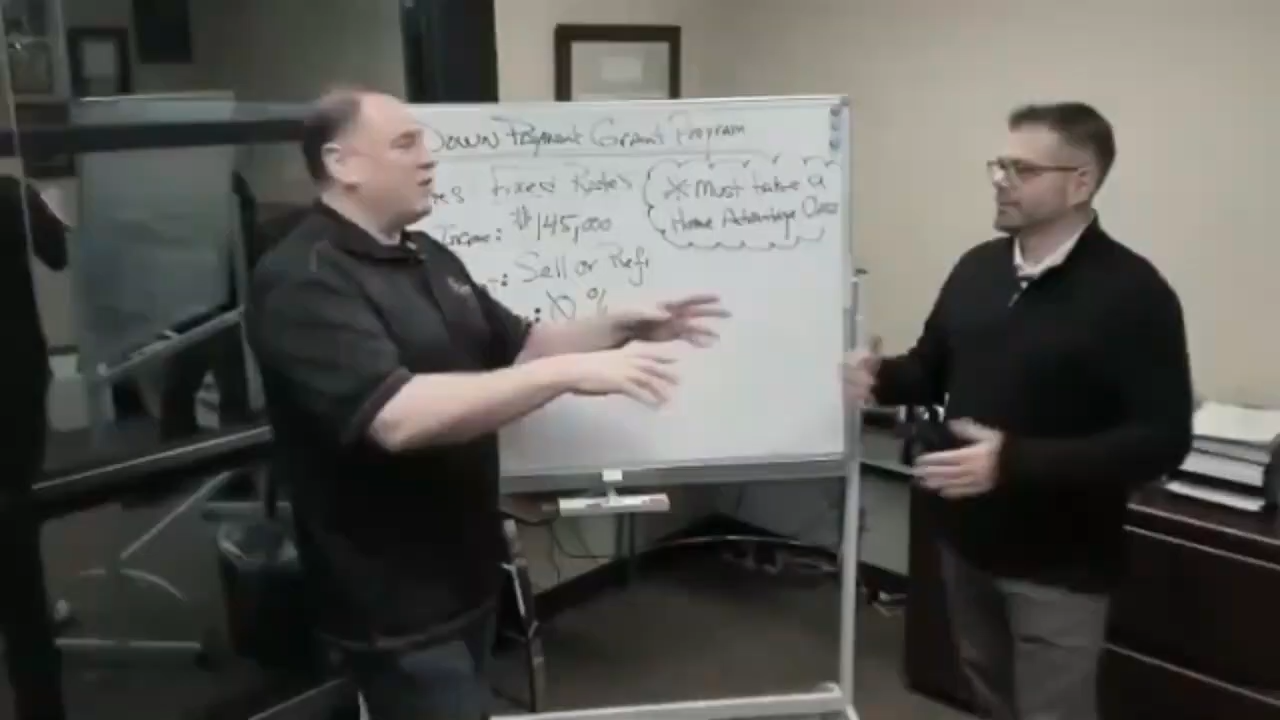 Down Payment Grant Program
Fixed Rates
$145,000
Sell or Refi
10 %
* Must take a
Home Advantage Class